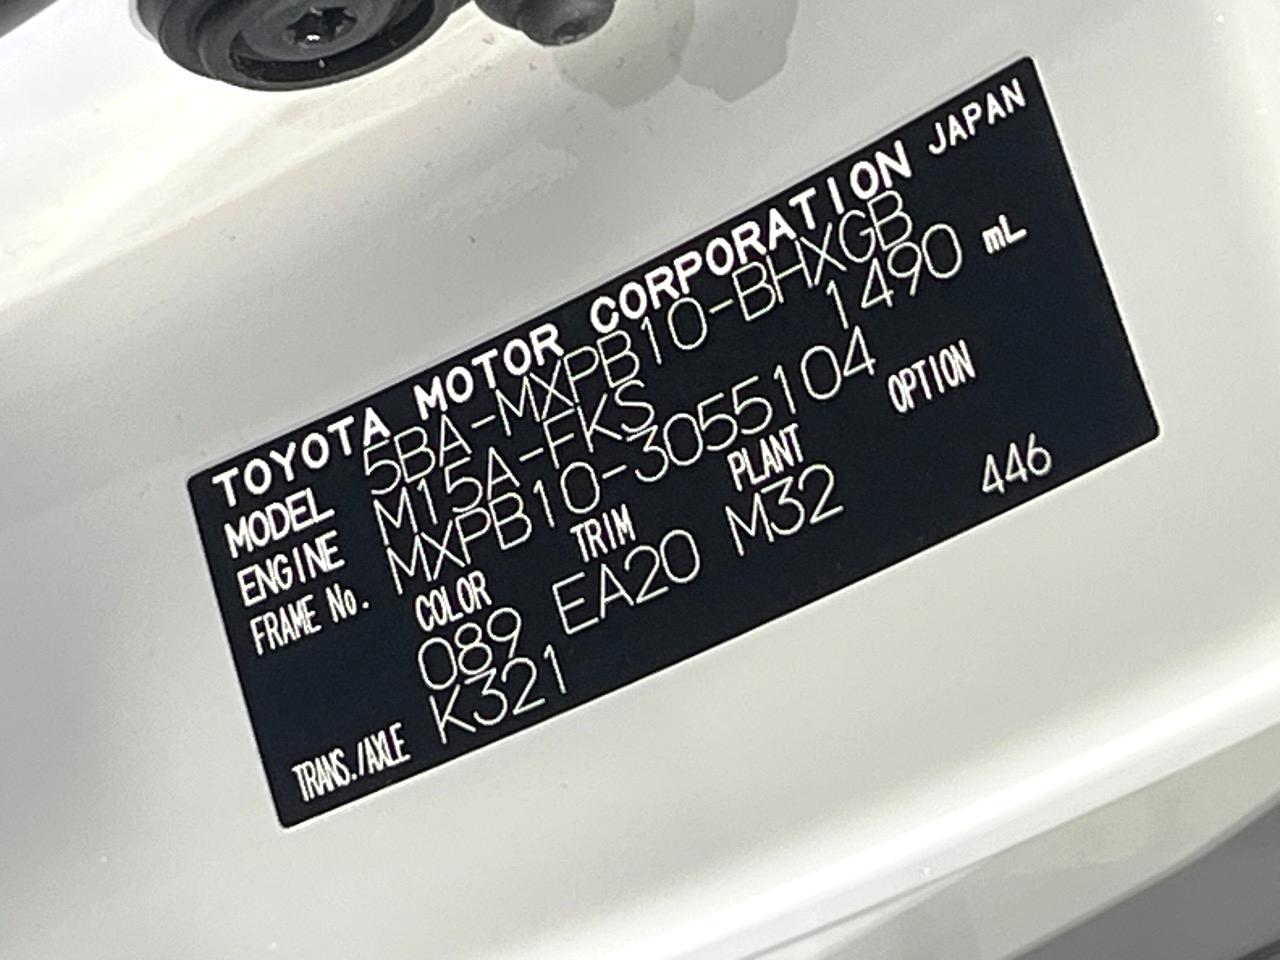 TOYOTA MOTOR CORPORATION JAPAN
MODEL 5BA-MXPB10-BHXGB
ENGINE M15A-FKS 1490 mL
FRAME No. MXPB10-3055104
COLOR TRIM PLANT OPTION
089 EA20 M32 446
TRANS./AXLE K321